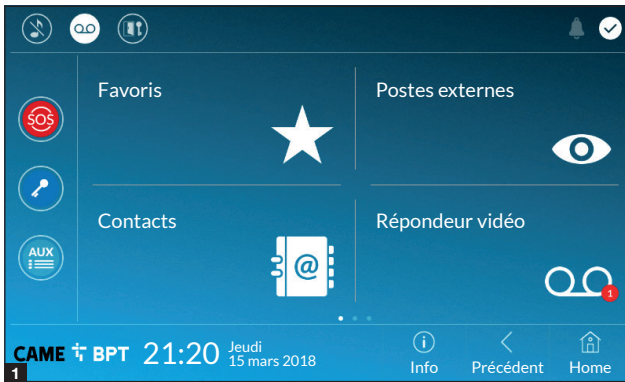 Favoris
Postes externes
SOS
Contacts
Répondeur vidéo
AUX
@
1
CAME BPT 21:20 Jeudi
15 mars 2018
Info
Précédent
Home
1